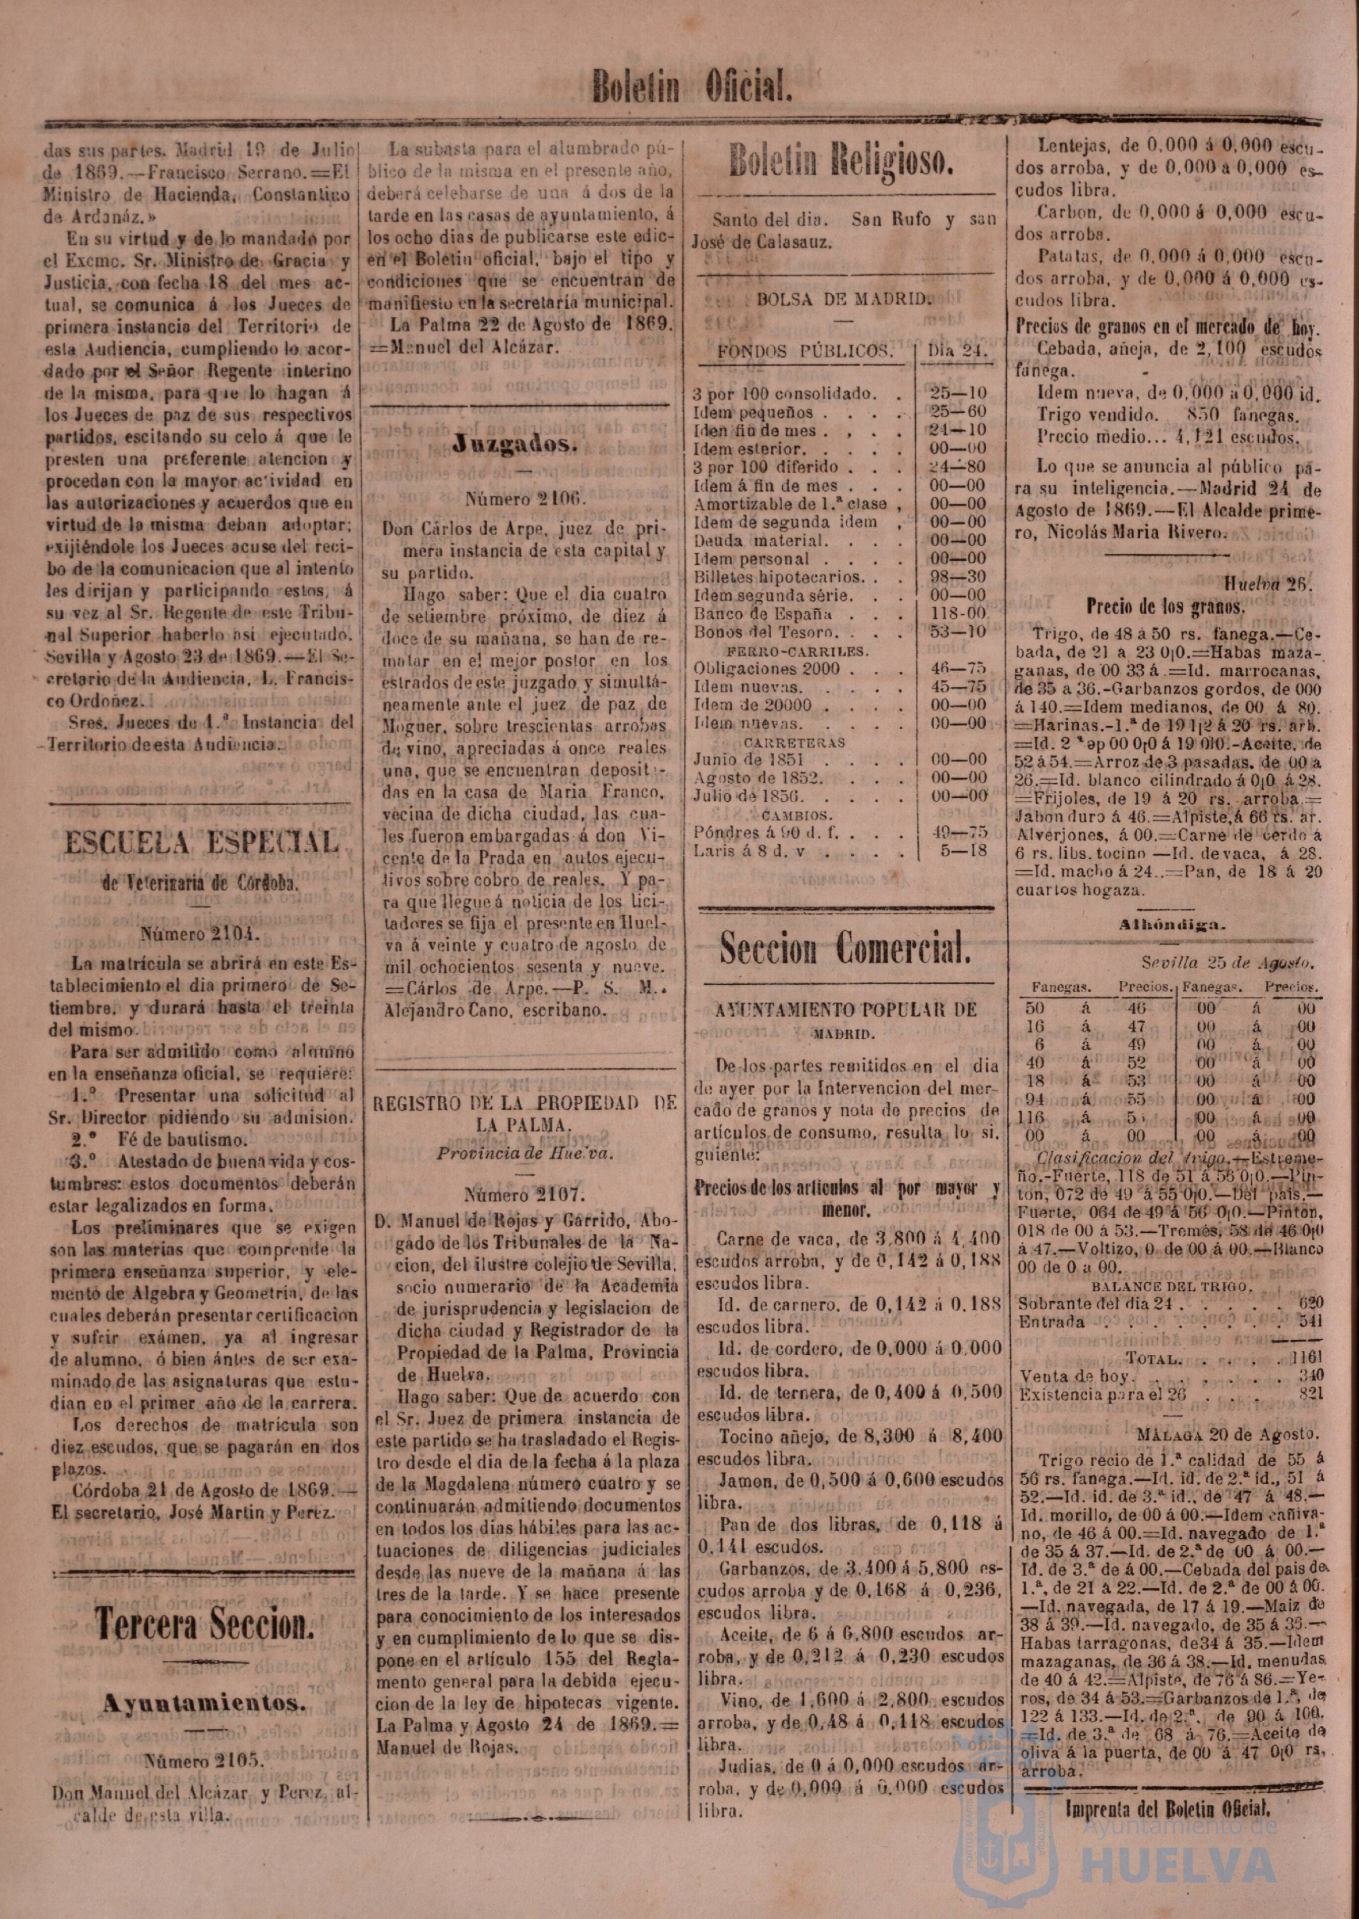 Boletin Oficial.
das sus partes. Madrid 19 de Julio
de 1869.—Francisco Serrano.=El
Ministro de Hacienda, Constantino
de Ardanáz.»
En su virtud y de lo mandado por
el Excmo. Sr. Ministro de Gracia y
Justicia, con fecha 18 del mes ac-
tual, se comunica á los Jueces de
primera instancia del Territorio de
esta Audiencia, cumpliendo lo acor-
dado por el Señor Regente interino
de la misma, para que lo hagan á
los Jueces de paz de sus respectivos
partidos, escitando su celo á que le
presten una preferente atencion y
procedan con la mayor actividad en
las autorizaciones y acuerdos que en
virtud de la misma deban adoptar;
exijiéndole los Jueces acuse del reci-
bo de la comunicacion que al intento
les dirijan y participando estos, á
su vez al Sr. Regente de este Tribu-
nal Superior haberlo asi ejecutado.
Sevilla y Agosto 23 de 1869.—El Se-
cretario de la Audiencia, L. Francis-
co Ordoñez.
Sres. Jueces de 1.ª Instancia del
Territorio de esta Audiencia.
ESCUELA ESPECIAL
de Veterizaria de Córdoba.
Número 2104.
La matrícula se abrirá en este Es-
tablecimiento el dia primero de Se-
tiembre, y durará hasta el treinta
del mismo.
Para ser admitido como alumno
en la enseñanza oficial, se requiere:
1.º Presentar una solicitud al
Sr. Director pidiendo su admision.
2.º Fé de bautismo.
3.º Atestado de buena vida y cos-
tumbres: estos documentos deberán
estar legalizados en forma.
Los preliminares que se exigen
son las materias que comprende la
primera enseñanza superior, y ele-
mento de Algebra y Geometria, de las
cuales deberán presentar certificacion
y sufrir exámen, ya al ingresar
de alumno, ó bien ántes de ser exa-
minado de las asignaturas que estu-
dian en el primer año de la carrera.
Los derechos de matrícula son
diez escudos, que se pagarán en dos
plazos.
Córdoba 21 de Agosto de 1869.—
El secretario, José Martin y Perez.
Tercera Seccion.
Ayuntamientos.
Número 2105.
Don Manuel del Alcázar y Perez, al-
calde de esta villa.
La subasta para el alumbrado pú-
blico de la misma en el presente año,
deberá celebarse de una á dos de la
tarde en las casas de ayuntamiento, á
los ocho dias de publicarse este edic-
en el Boletin oficial, bajo el tipo y
condiciones que se encuentran de
manifiesio en la secretaría municipal.
La Palma 22 de Agosto de 1869.
=Manuel del Alcázar.
Juzgados.
Número 2106.
Don Cárlos de Arpe, juez de pri-
mera instancia de esta capital y
su partido.
Hago saber: Que el dia cuatro
de setiembre próximo, de diez á
doce de su mañana, se han de re-
matar en el mejor postor en los
estrados de este juzgado y simultá-
neamente ante el juez de paz de
Moguer, sobre trescientas arrobas
de vino, apreciadas á once reales
una, que se encuentran deposit-
das en la casa de Maria Franco,
vecina de dicha ciudad, las cua-
les fueron embargadas á don Vi-
cente de la Prada en autos ejecu-
tivos sobre cobro de reales. Y pa-
ra que llegue á noticia de los lici-
tadores se fija el presente en Huel-
va á veinte y cuatro de agosto de
mil ochocientos sesenta y nueve.
=Cárlos de Arpe.—P. S. M.
Alejandro Cano, escribano.
REGISTRO DE LA PROPIEDAD DE
LA PALMA.
Provincia de Huelva.
Número 2107.
D. Manuel de Rojas y Garrido, Abo-
gado de los Tribunales de la Na-
cion, del ilustre colejio de Sevilla,
socio numerario de la Academia
de jurisprudencia y legislacion de
dicha ciudad y Registrador de la
Propiedad de la Palma, Provincia
de Huelva.
Hago saber: Que de acuerdo con
el Sr. Juez de primera instancia de
este partido se ha trasladado el Regis-
tro desde el dia de la fecha á la plaza
de la Magdalena número cuatro y se
continuarán admitiendo documentos
en todos los dias hábiles para las ac-
tuaciones de diligencias judiciales
desde las nueve de la mañana á las
tres de la tarde. Y se hace presente
para conocimiento de los interesados
y en cumplimiento de lo que se dis-
pone en el artículo 155 del Regla-
mento general para la debida ejecu-
cion de la ley de hipotecas vigente.
La Palma y Agosto 24 de 1869.=
Manuel de Rojas.
Boletin Religioso.
Santo del dia. San Rufo y san
José de Calasauz.
BOLSA DE MADRID.
FONDOS PÚBLICOS. Dia 24.
3 por 100 consolidado. . 25—10
Idem pequeños . . . . 25—60
Iden fin de mes . , . . 24—10
Idem esterior. . . . . 00—00
3 por 100 diferido . . . 24—80
Idem á fin de mes . . . 00—00
Amortizable de 1.ª clase , 00—00
Idem de segunda idem , 00—00
Deuda material. . . . 00—00
Idem personal . . . . 00—00
Billetes hipotecarios. . . 98—30
Idem segunda série. . . 00—00
Banco de España . . . 118-00
Bonos del Tesoro. . . . 53—10
FERRO-CARRILES.
Obligaciones 2000 . . . 46—75
Idem nuevas. . . . . 45—75
Idem de 20000 . . . . 00—00
Idem nuevas. . . . . 00—00
CARRETERAS
Junio de 1851 . . . . 00—00
Agosto de 1852. . . . 00—00
Julio de 1856. . . . . 00—00
CAMBIOS.
Póndres á 90 d. f. . . . 49—75
Laris á 8 d. v . . . . 5—18
Seccion Comercial.
AYUNTAMIENTO POPULAR DE
MADRID.
De los partes remitidos en el dia
de ayer por la Intervencion del mer-
cado de granos y nota de precios de
artículos de consumo, resulta lo si,
guiente:
Precios de los artículos al por mayor y
menor.
Carne de vaca, de 3,800 á 4,400
escudos arroba, y de 0,142 á 0,188
escudos libra.
Id. de carnero, de 0,142 á 0,188
escudos libra.
Id. de cordero, de 0,000 á 0,000
escudos libra.
Id. de ternera, de 0,400 á 0,500
escudos libra.
Tocino añejo, de 8,300 á 8,400
escudos libra.
Jamon, de 0,500 á 0,600 escudos
libra.
Pan de dos libras, de 0,118 á
0,141 escudos.
Garbanzos, de 3,400 á 5,800 es-
cudos arroba y de 0,168 á 0,236,
escudos libra.
Aceite, de 6 á 6,800 escudos ar-
roba, y de 0,212 á 0,230 escudos
libra.
Vino, de 1,600 á 2,800 escudos
arroba, y de 0,48 á 0,118 escudos
libra.
Judias, de 0 á 0,000 escudos ar-
roba, y de 0,000 á 0,000 escudos
libra.
Lentejas, de 0,000 á 0,000 escu-
dos arroba, y de 0,000 á 0,000 es-
cudos libra.
Carbon, de 0,000 á 0,000 escu-
dos arroba.
Patatas, de 0,000 á 0,000 escu-
dos arroba, y de 0,000 á 0,000 es-
cudos libra.
Precios de granos en el mercado de hoy.
Cebada, añeja, de 2,100 escudos
fanega.
Idem nueva, de 0,000 a 0,000 id.
Trigo vendido. 850 fanegas.
Precio medio... 4,121 escudos.
Lo que se anuncia al público pa-
ra su inteligencia.—Madrid 24 de
Agosto de 1869.—El Alcalde prime-
ro, Nicolás Maria Rivero.
Huelva 26.
Precio de los granos.
Trigo, de 48 á 50 rs. fanega.—Ce-
bada, de 21 a 23 0¡0.=Habas maza-
ganas, de 00 33 á =Id. marrocanas,
de 35 a 36.-Garbanzos gordos, de 000
á 140.=Idem medianos, de 00 á 80.
=Harinas.-1.ª de 19 1¡2 á 20 rs. arb.
=Id. 2.ª ep 00 0¡0 á 19 010.-Aceite, de
52 á 54.=Arroz de 3 pasadas, de 00 a
26.=Id. blanco cilindrado á 0¡0 á 28.
=Frijoles, de 19 á 20 rs. arroba.=
Jabon duro á 46.=Alpiste, á 66 rs. ar.
Alverjones, á 00.=Carne de cerdo á
6 rs. libs. tocino —Id. de vaca, á 28.
=Id. macho á 24..=Pan, de 18 á 20
cuartos hogaza.
Alhóndiga.
Sevilla 25 de Agosto.
Fanegas. Precios. Fanegas. Precios.
50 á 46 00 á 00
16 á 47 00 á 00
6 á 49 00 á 00
40 á 52 00 á 00
18 á 53 00 á 00
94 á 55 00 á 00
116 á 5 00 á 00
00 á 00 00 á 00
Clasificacion del trigo.—Estreme-
ño.-Fuerte, 118 de 51 á 56 0¡0.—Pin-
ton, 072 de 49 á 55 0¡0.—Del pais.—
Fuerte, 064 de 49 á 56 0¡0.—Pinton,
018 de 00 á 53.—Tremés, 58 de 46 0¡0
á 47.—Voltizo, 0 de 00 á 00.—Blanco
00 de 0 a 00.
BALANCE DEL TRIGO.
Sobrante del dia 24 . . . . . 620
Entrada . . . . . . . 541
TOTAL. . . . . 1161
Venta de hoy. . . . . . . 340
Existencia para el 26 . . . . 821
MÁLAGA 20 de Agosto.
Trigo recio de 1.ª calidad de 55 á
56 rs. fanega.—Id. id. de 2.ª id., 51 á
52.—Id. id. de 3.ª id., de 47 á 48.—
Id. morillo, de 00 á 00.—Idem cañiva-
no, de 46 á 00.=Id. navegado de 1.ª
de 35 á 37.—Id. de 2.ª de 00 á 00.—
Id. de 3.ª de á 00.—Cebada del pais de
1.ª, de 21 á 22.—Id. de 2.ª de 00 á 00.
—Id. navegada, de 17 á 19.—Maiz de
38 á 39.—Id. navegado, de 35 á 36.—
Habas tarragonas, de 34 á 35.—Idem
mazaganas, de 36 á 38.—Id. menudas
de 40 á 42.=Alpiste, de 76 á 86.=Ye-
ros, de 34 á 53.=Garbanzos de 1.ª, de
122 á 133.—Id. de 2.ª, de 90 á 100.
=Id. de 3.ª de 68 á 76.=Aceite de
oliva á la puerta, de 00 á 47 0¡0 rs.
arroba.
Imprenta del Boletin Oficial.
Ayuntamiento de
HUELVA